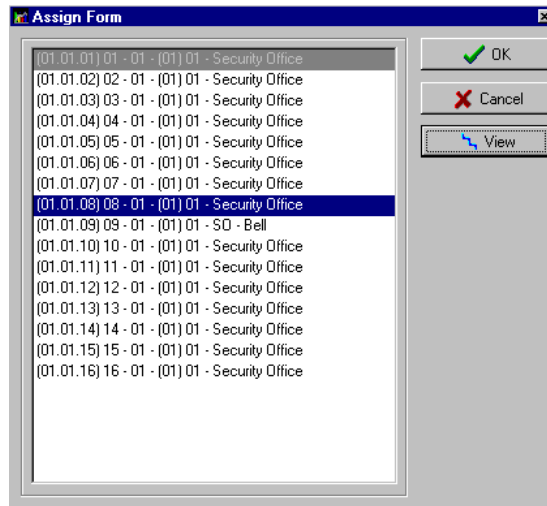 Assign Form
(01.01.01) 01 - 01 - (01) 01 - Security Office
(01.01.02) 02 - 01 - (01) 01 - Security Office
(01.01.03) 03 - 01 - (01) 01 - Security Office
(01.01.04) 04 - 01 - (01) 01 - Security Office
(01.01.05) 05 - 01 - (01) 01 - Security Office
(01.01.06) 06 - 01 - (01) 01 - Security Office
(01.01.07) 07 - 01 - (01) 01 - Security Office
(01.01.08) 08 - 01 - (01) 01 - Security Office
(01.01.09) 09 - 01 - (01) 01 - SO - Bell
(01.01.10) 10 - 01 - (01) 01 - Security Office
(01.01.11) 11 - 01 - (01) 01 - Security Office
(01.01.12) 12 - 01 - (01) 01 - Security Office
(01.01.13) 13 - 01 - (01) 01 - Security Office
(01.01.14) 14 - 01 - (01) 01 - Security Office
(01.01.15) 15 - 01 - (01) 01 - Security Office
(01.01.16) 16 - 01 - (01) 01 - Security Office
OK
Cancel
View